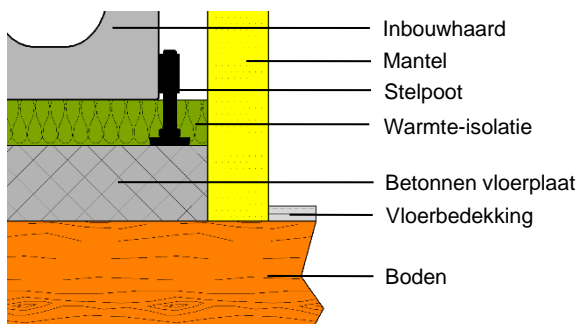 Inbouwhaard
Mantel
Stelpoot
Warmte-isolatie
Betonnen vloerplaat
Vloerbedekking
Boden